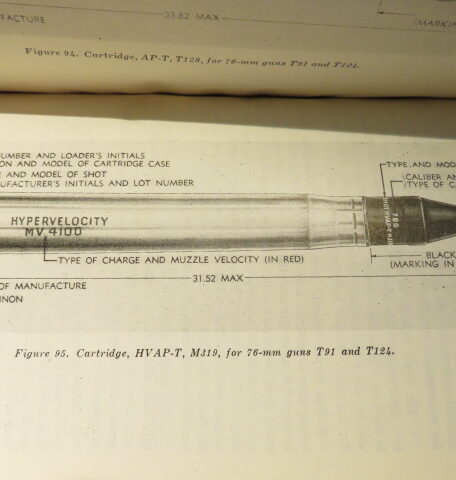 FACTURE
33.82 MAX
(MARKIN
Figure 94. Cartridge, AP-T, T128, for 76-mm guns T91 and T124.
UMBER AND LOADER'S INITIALS
ON AND MODEL OF CARTRIDGE CASE
E AND MODEL OF SHOT
UFACTURER'S INITIALS AND LOT NUMBER
TYPE AND MOD
CALIBER AN
TYPE OF CA
HYPERVELOCITY
MV 4100
76G
TYPE OF CHARGE AND MUZZLE VELOCITY (IN RED)
BLACK
(MARKING IN
31.52 MAX
OF MANUFACTURE
NNON
Figure 95. Cartridge, HVAP-T, M319, for 76-mm guns T91 and T124.